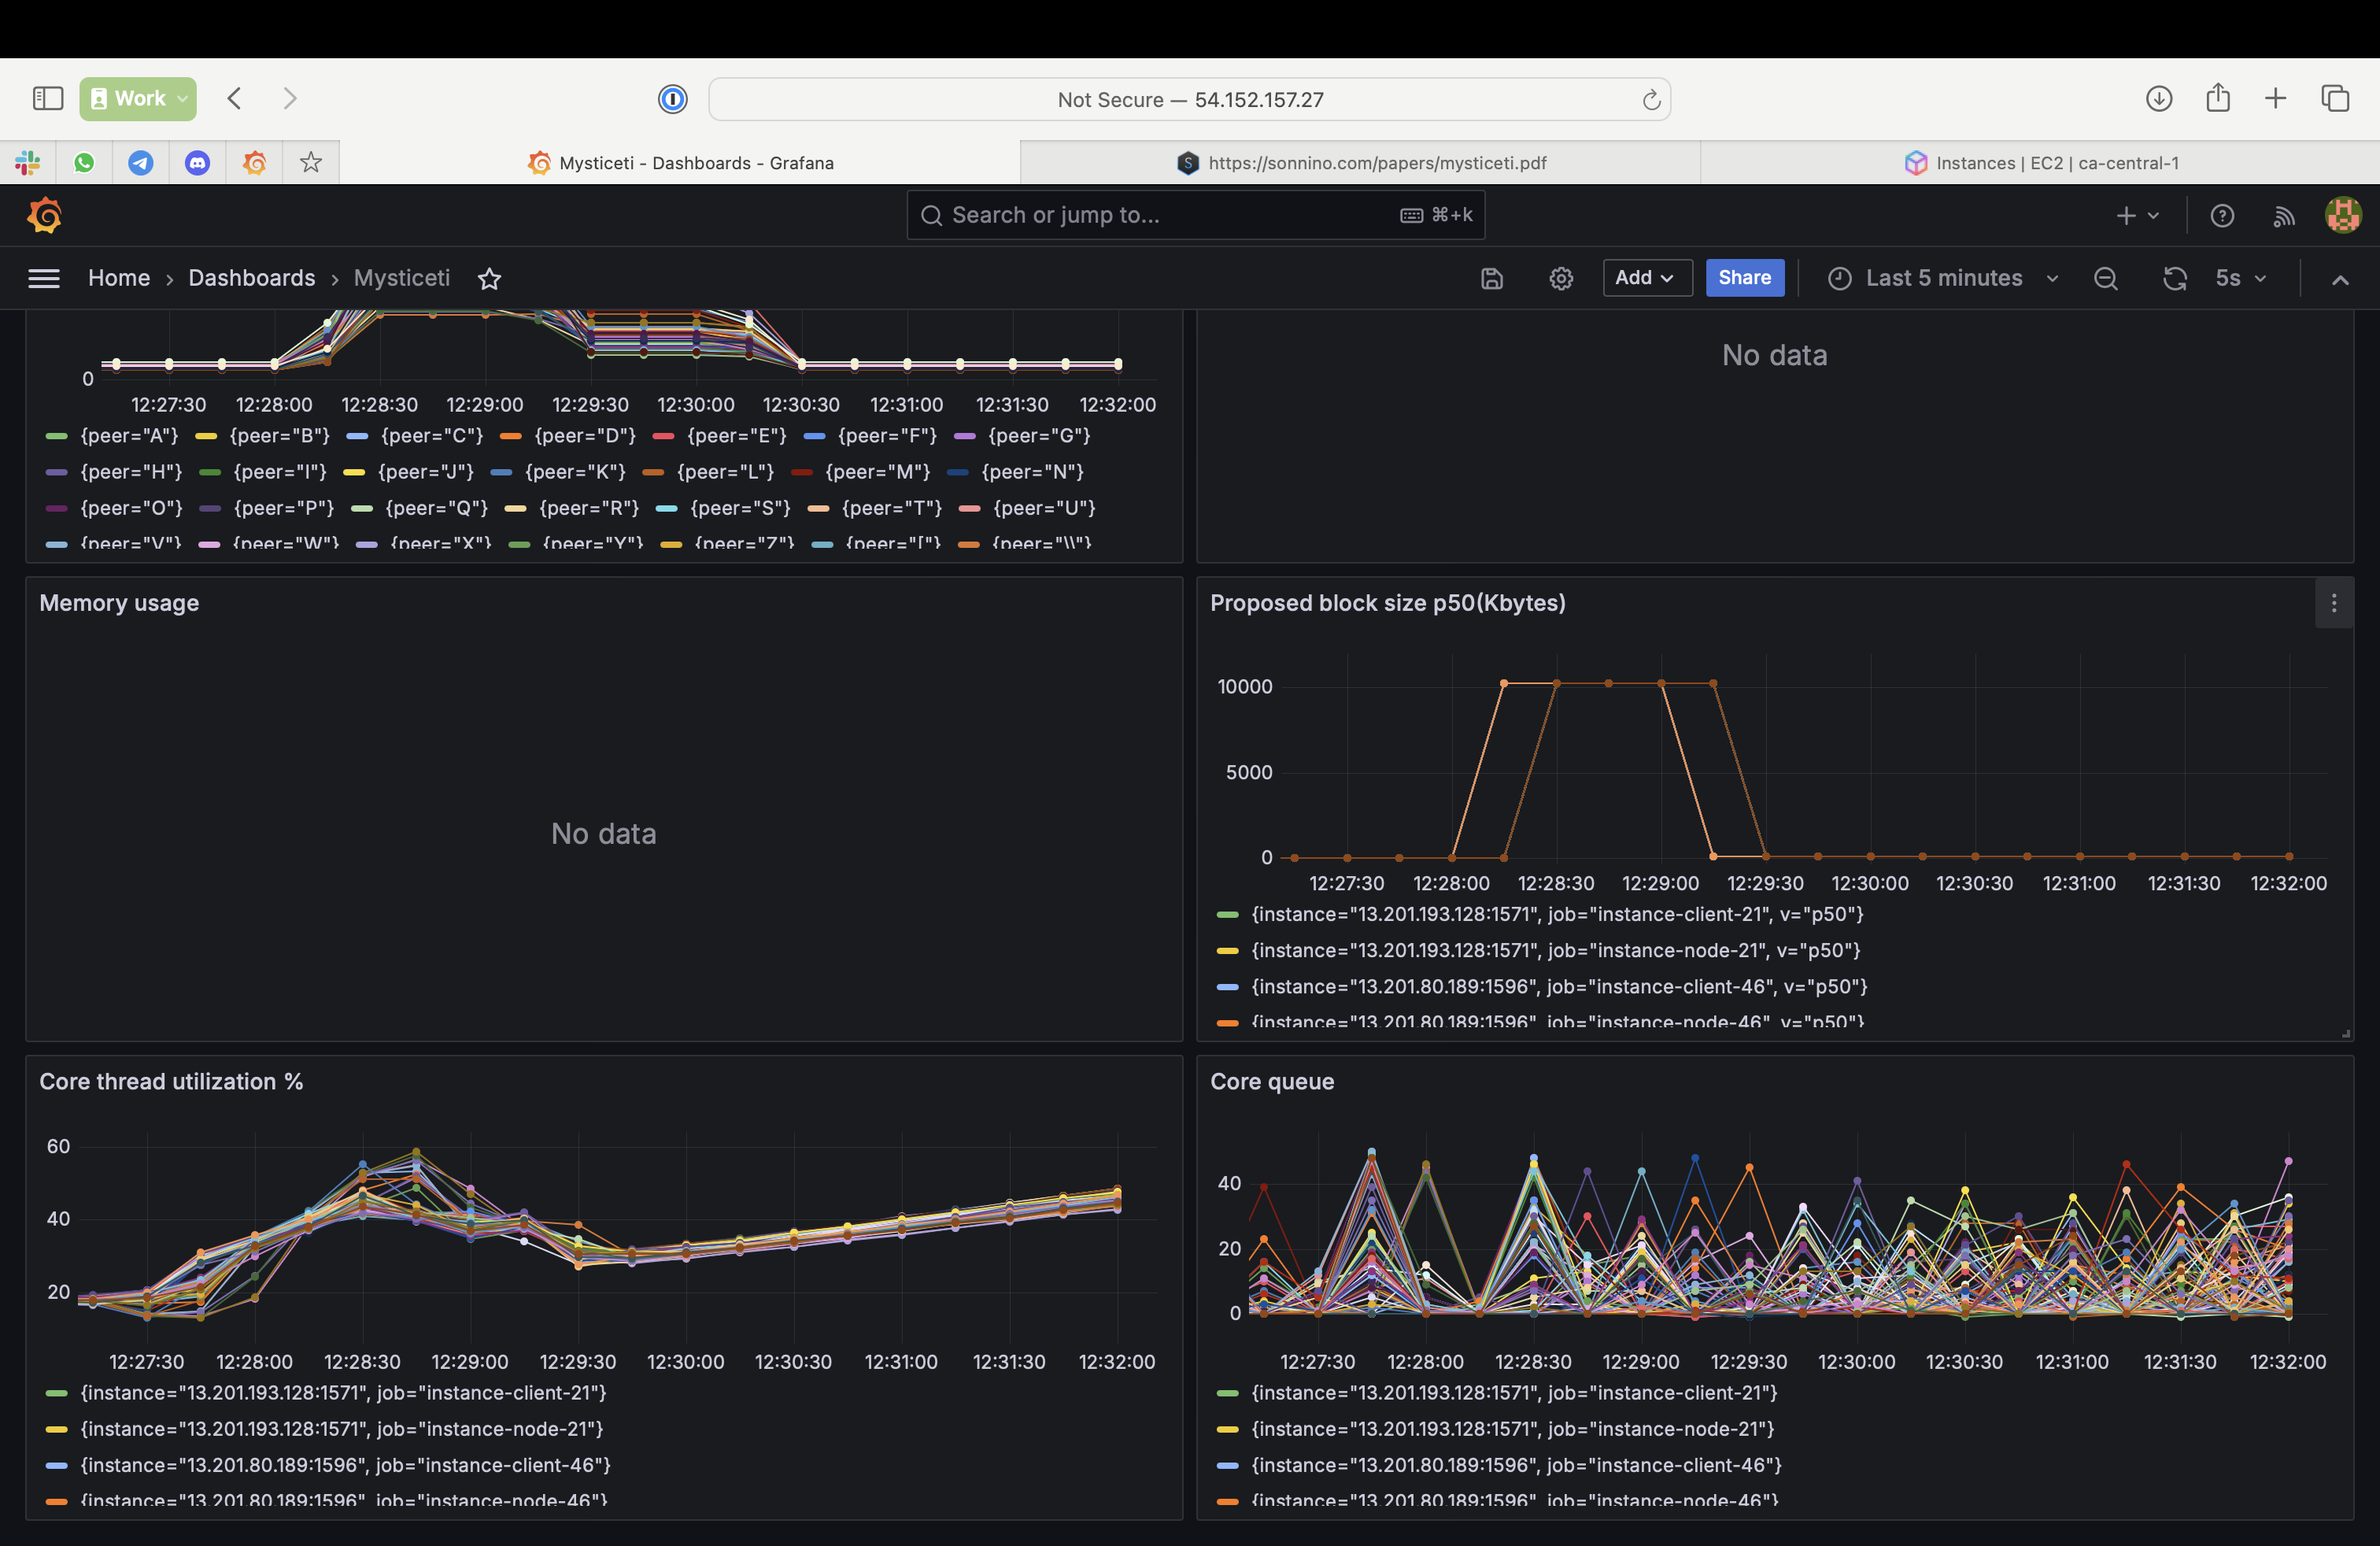 Work
Not Secure — 54.152.157.27
Mysticeti - Dashboards - Grafana
https://sonnino.com/papers/mysticeti.pdf
Instances | EC2 | ca-central-1
Search or jump to...
⌘+k
Home › Dashboards › Mysticeti
Add
Share
Last 5 minutes
5s
0
12:27:30 12:28:00 12:28:30 12:29:00 12:29:30 12:30:00 12:30:30 12:31:00 12:31:30 12:32:00
{peer="A"} {peer="B"} {peer="C"} {peer="D"} {peer="E"} {peer="F"} {peer="G"}
{peer="H"} {peer="I"} {peer="J"} {peer="K"} {peer="L"} {peer="M"} {peer="N"}
{peer="O"} {peer="P"} {peer="Q"} {peer="R"} {peer="S"} {peer="T"} {peer="U"}
{peer="V"} {peer="W"} {peer="X"} {peer="Y"} {peer="Z"} {peer="["} {peer="\\"}
No data
Memory usage
No data
Proposed block size p50(Kbytes)
10000
5000
0
12:27:30 12:28:00 12:28:30 12:29:00 12:29:30 12:30:00 12:30:30 12:31:00 12:31:30 12:32:00
{instance="13.201.193.128:1571", job="instance-client-21", v="p50"}
{instance="13.201.193.128:1571", job="instance-node-21", v="p50"}
{instance="13.201.80.189:1596", job="instance-client-46", v="p50"}
{instance="13.201.80.189:1596", job="instance-node-46", v="p50"}
Core thread utilization %
60
40
20
12:27:30 12:28:00 12:28:30 12:29:00 12:29:30 12:30:00 12:30:30 12:31:00 12:31:30 12:32:00
{instance="13.201.193.128:1571", job="instance-client-21"}
{instance="13.201.193.128:1571", job="instance-node-21"}
{instance="13.201.80.189:1596", job="instance-client-46"}
{instance="13.201.80.189:1596", job="instance-node-46"}
Core queue
40
20
0
12:27:30 12:28:00 12:28:30 12:29:00 12:29:30 12:30:00 12:30:30 12:31:00 12:31:30 12:32:00
{instance="13.201.193.128:1571", job="instance-client-21"}
{instance="13.201.193.128:1571", job="instance-node-21"}
{instance="13.201.80.189:1596", job="instance-client-46"}
{instance="13.201.80.189:1596", job="instance-node-46"}